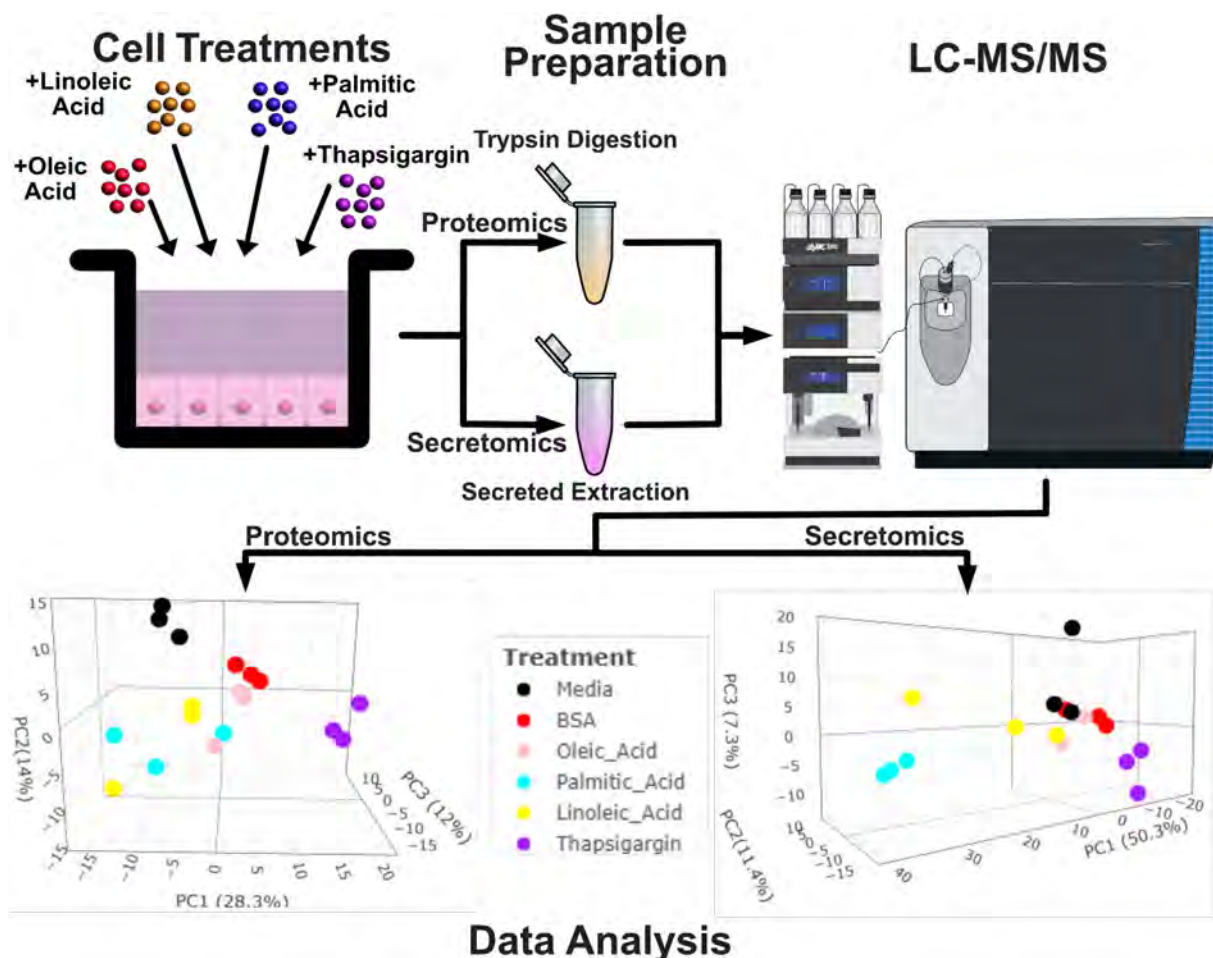 Cell Treatments
+Linoleic
Acid
+Palmitic
Acid
+Oleic
Acid
+Thapsigargin
Sample
Preparation
Trypsin Digestion
Proteomics
Secretomics
Secreted Extraction
LC-MS/MS
Proteomics
Secretomics
15
10
5
0
-5
-10
-15
PC2(14%)
-15
-10
-5
0
5
10
15
20
PC1 (28.3%)
10
5
0
-5
-10
-15
PC3 (12%)
Treatment
Media
BSA
Oleic_Acid
Palmitic_Acid
Linoleic_Acid
Thapsigargin
20
15
10
5
0
-5
-10
PC3 (7.3%)
10
5
0
-5
-10
-15
PC2(11.4%)
40
30
20
10
0
-10
-20
PC1 (50.3%)
Data Analysis